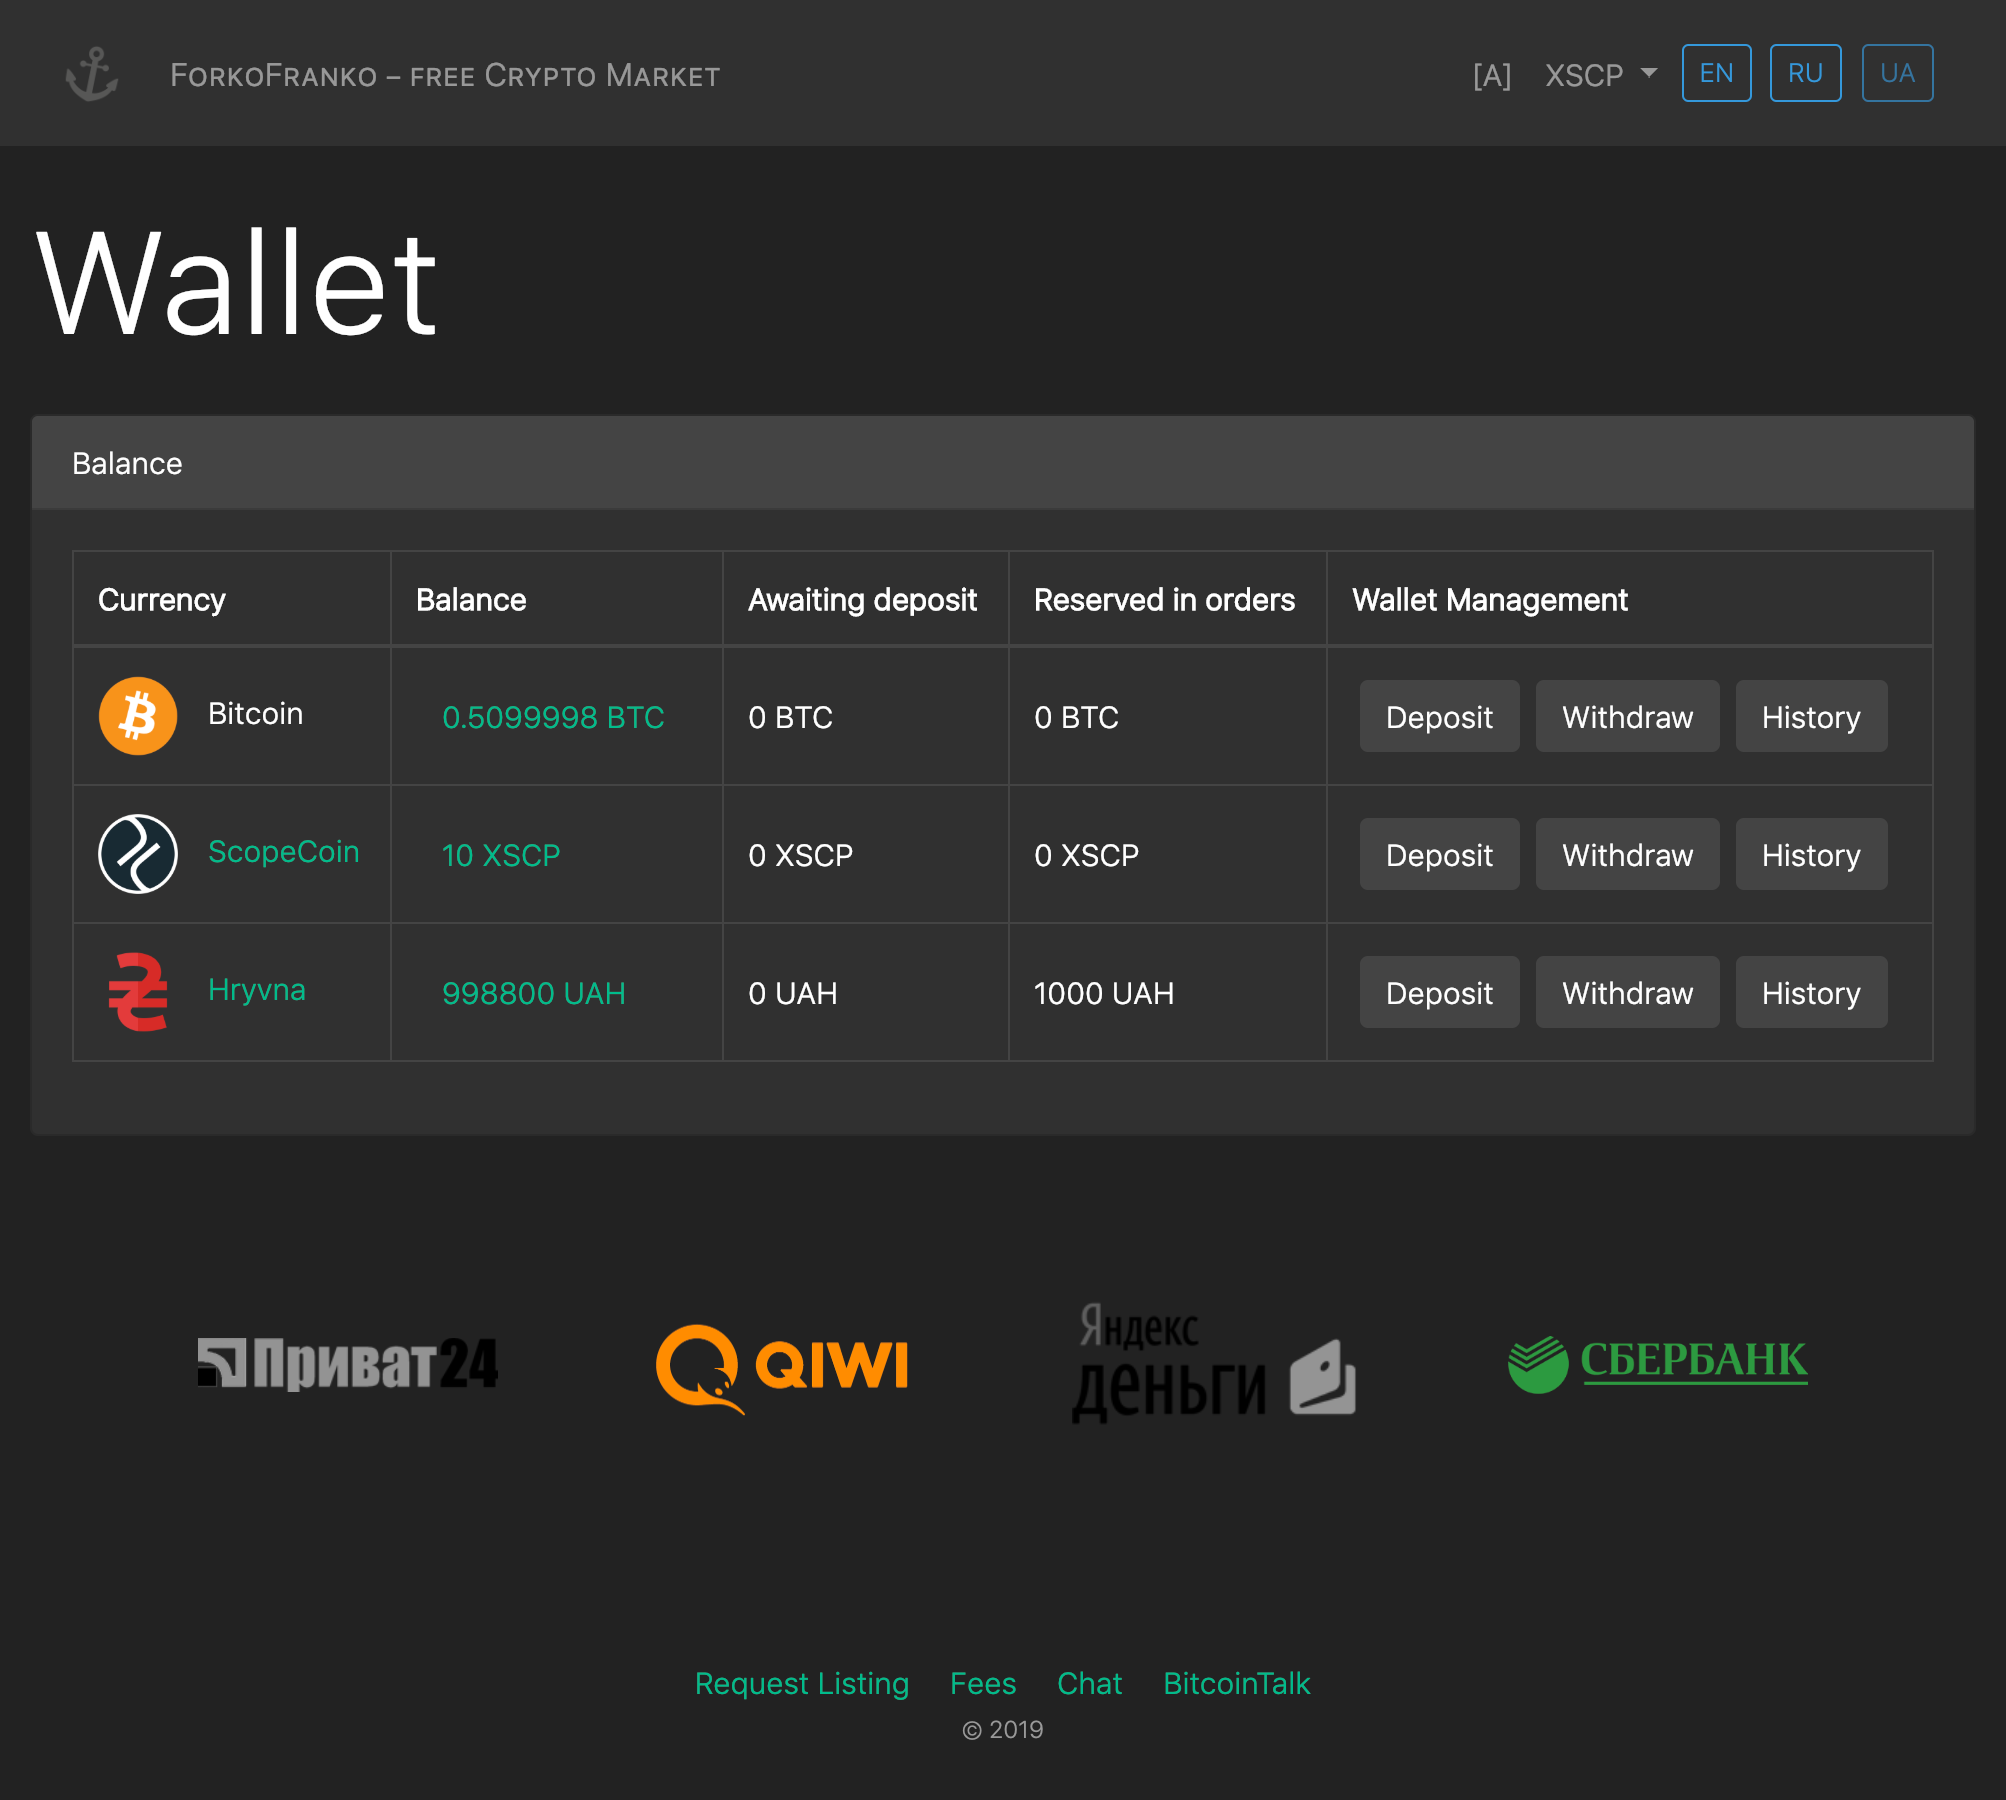 ForkoFranko – free Crypto Market [A] XSCP EN RU UA
Wallet
Balance
Currency Balance Awaiting deposit Reserved in orders Wallet Management
Bitcoin 0.5099998 BTC 0 BTC 0 BTC Deposit Withdraw History
ScopeCoin 10 XSCP 0 XSCP 0 XSCP Deposit Withdraw History
Hryvna 998800 UAH 0 UAH 1000 UAH Deposit Withdraw History
Приват24 QIWI Яндекс деньги СБЕРБАНК
Request Listing Fees Chat BitcoinTalk
© 2019